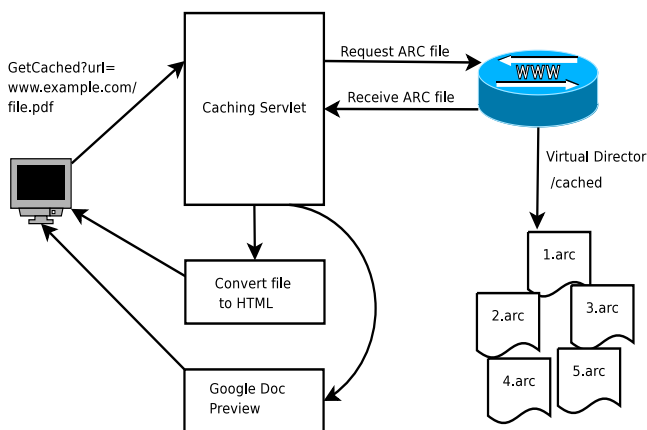 GetCached?url=
www.example.com/
file.pdf
Caching Servlet
Request ARC file
WWW
Receive ARC file
Virtual Director
/cached
Convert file
to HTML
Google Doc
Preview
1.arc
2.arc
3.arc
4.arc
5.arc